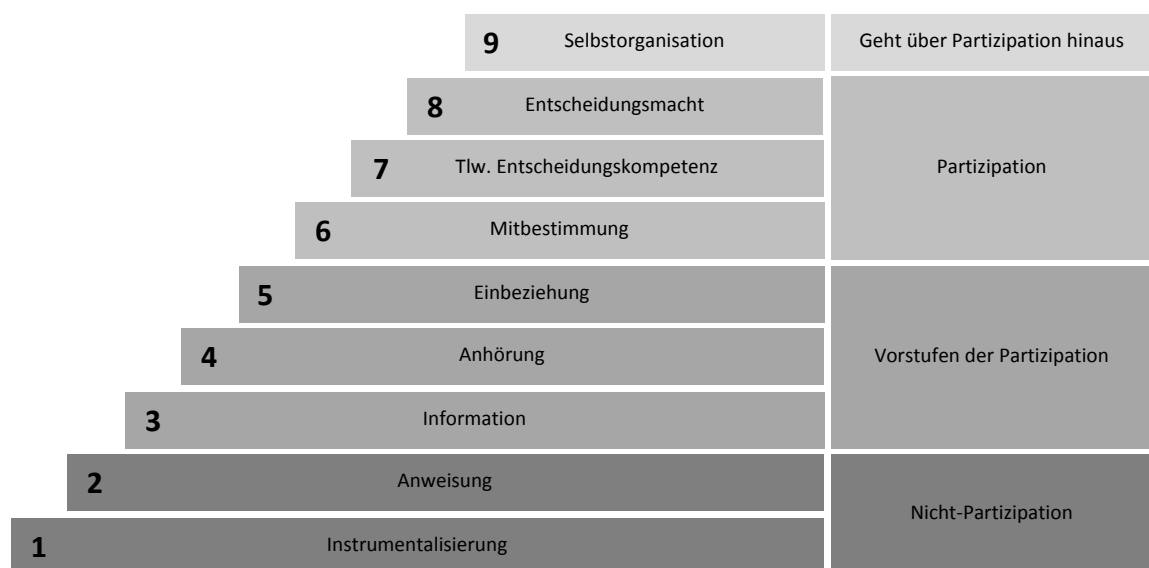 9 Selbstorganisation Geht über Partizipation hinaus
8 Entscheidungsmacht
7 Tlw. Entscheidungskompetenz Partizipation
6 Mitbestimmung
5 Einbeziehung
4 Anhörung Vorstufen der Partizipation
3 Information
2 Anweisung
Nicht-Partizipation
1 Instrumentalisierung